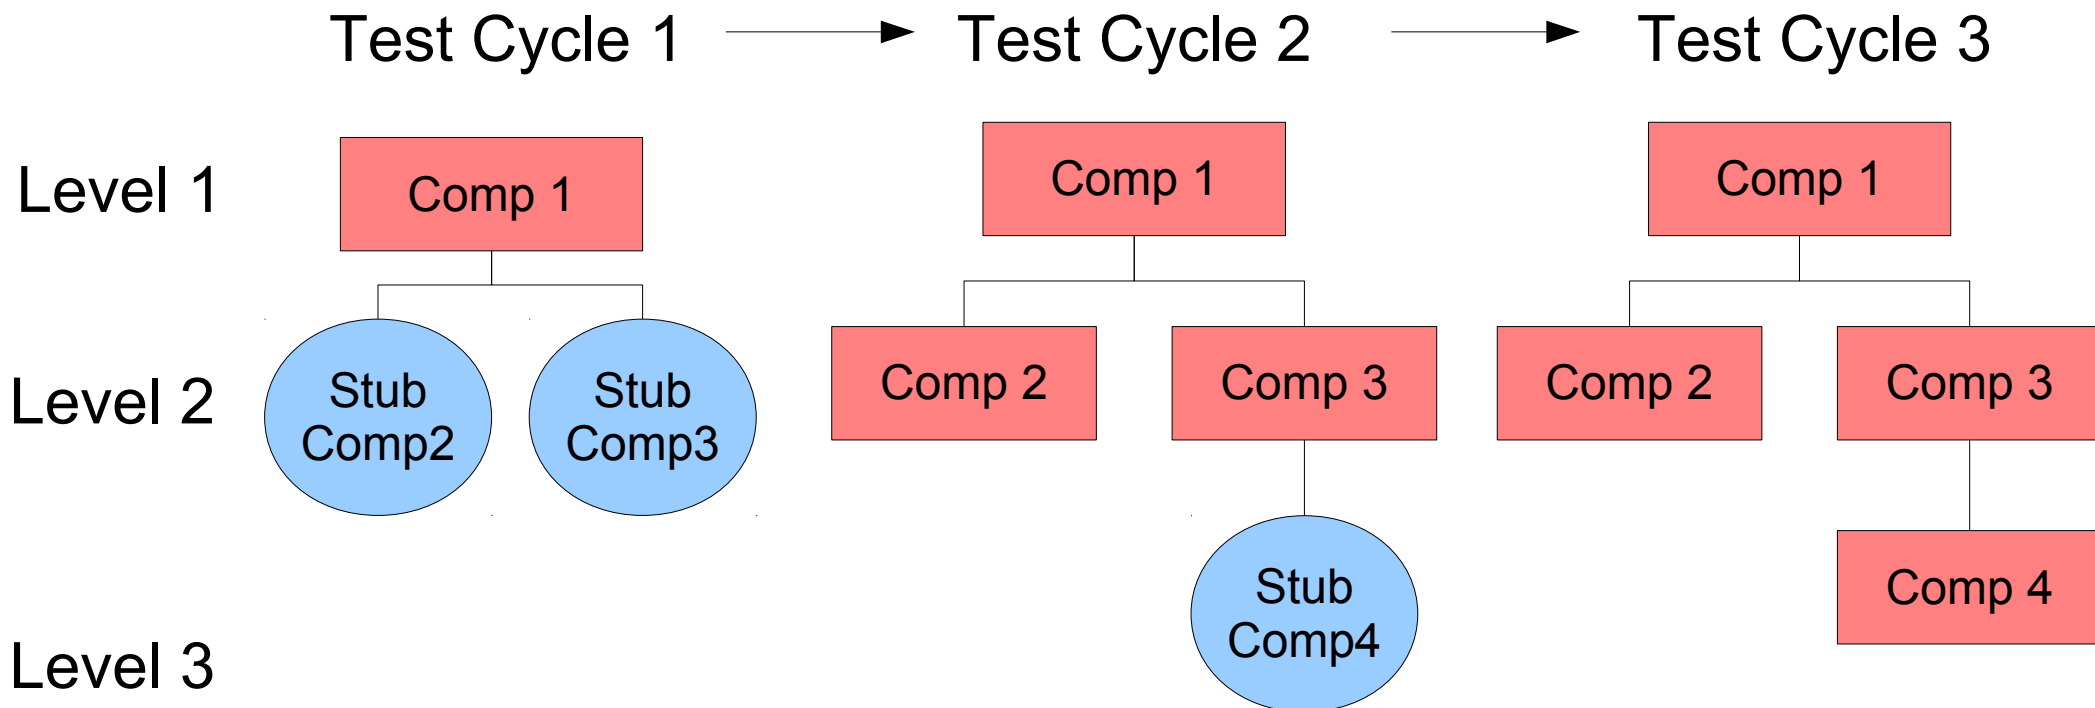 Test Cycle 1
Test Cycle 2
Test Cycle 3
Level 1
Comp 1
Comp 1
Comp 1
Level 2
Stub
Comp2
Stub
Comp3
Comp 2
Comp 3
Comp 2
Comp 3
Level 3
Stub
Comp4
Comp 4